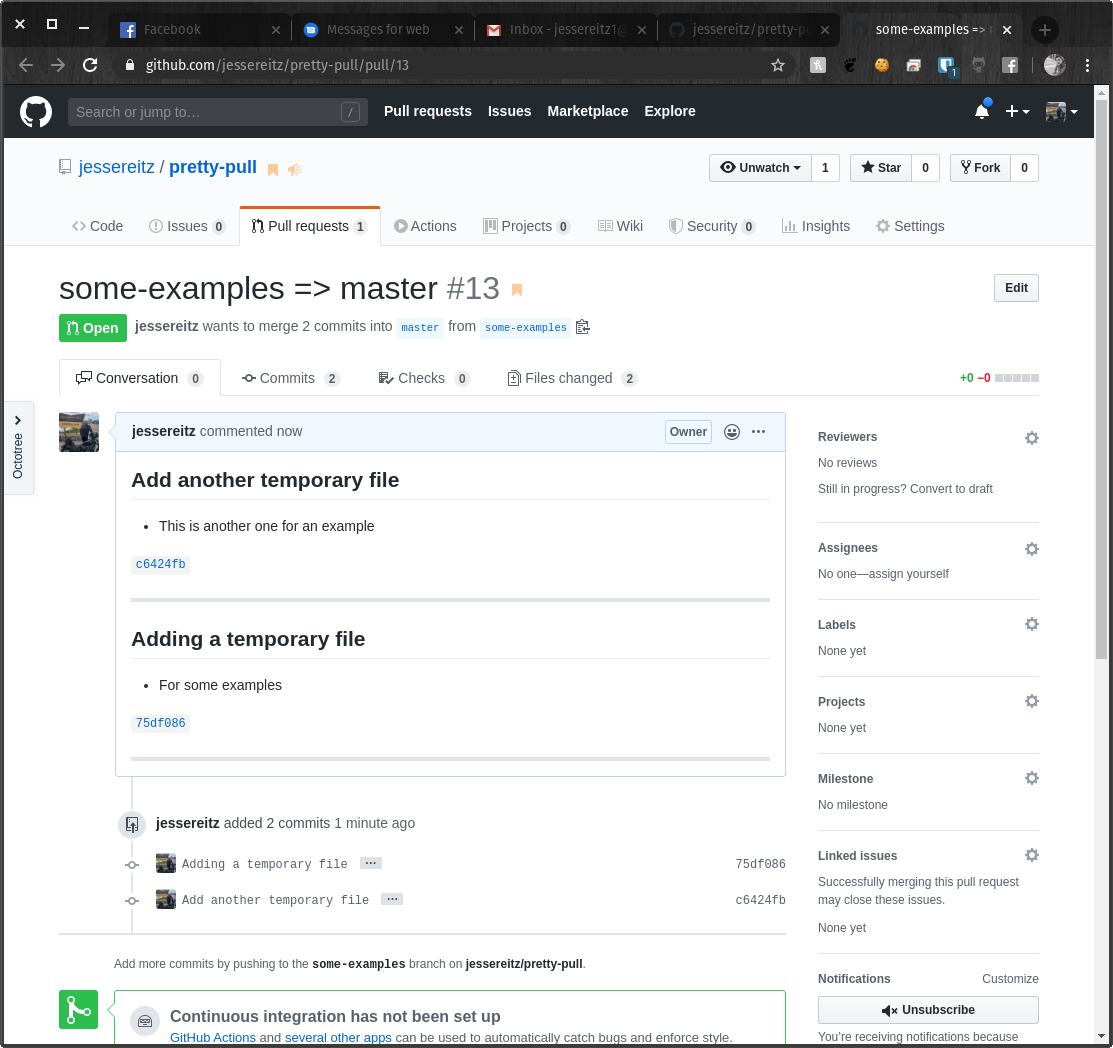 Facebook
Messages for web
Inbox - jessereitz1@
jessereitz/pretty-pu
some-examples =>
github.com/jessereitz/pretty-pull/pull/13
1
Search or jump to…
/
Pull requests
Issues
Marketplace
Explore
jessereitz / pretty-pull
Unwatch 1
Star 0
Fork 0
Code
Issues 0
Pull requests 1
Actions
Projects 0
Wiki
Security 0
Insights
Settings
some-examples => master #13
Edit
Open
jessereitz wants to merge 2 commits into master from some-examples
Conversation 0
Commits 2
Checks 0
Files changed 2
+0 −0
Octotree
jessereitz commented now
Owner
Add another temporary file
• This is another one for an example
c6424fb
Adding a temporary file
• For some examples
75df086
jessereitz added 2 commits 1 minute ago
Adding a temporary file … 75df086
Add another temporary file … c6424fb
Add more commits by pushing to the some-examples branch on jessereitz/pretty-pull.
Continuous integration has not been set up
GitHub Actions and several other apps can be used to automatically catch bugs and enforce style.
Reviewers
No reviews
Still in progress? Convert to draft
Assignees
No one—assign yourself
Labels
None yet
Projects
None yet
Milestone
No milestone
Linked issues
Successfully merging this pull request
may close these issues.
None yet
Notifications
Customize
Unsubscribe
You're receiving notifications because